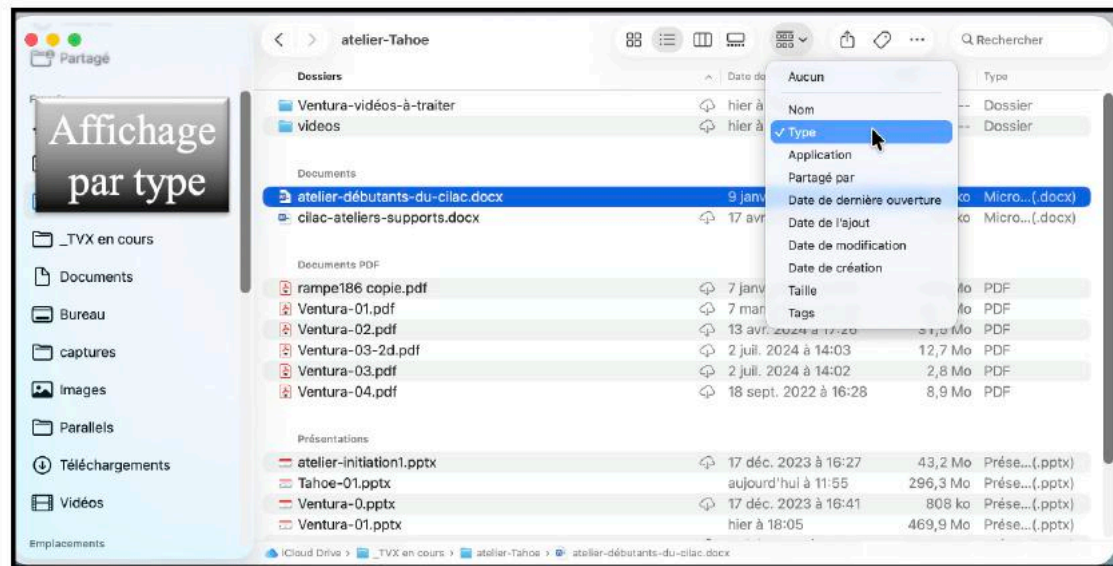 atelier-Tahoe
Rechercher
Partagé
Affichage
par type
_TVX en cours
Documents
Bureau
captures
Images
Parallels
Téléchargements
Vidéos
Emplacements
Dossiers Date de Type
Ventura-vidéos-à-traiter hier à -- Dossier
videos hier à -- Dossier
Documents
atelier-débutants-du-cilac.docx 9 janv ko Micro...(.docx)
cilac-ateliers-supports.docx 17 avr ko Micro...(.docx)
Documents PDF
rampe186 copie.pdf 7 janv Mo PDF
Ventura-01.pdf 7 mar Mo PDF
Ventura-02.pdf 13 avr. 2024 à 17:26 31,5 Mo PDF
Ventura-03-2d.pdf 2 juil. 2024 à 14:03 12,7 Mo PDF
Ventura-03.pdf 2 juil. 2024 à 14:02 2,8 Mo PDF
Ventura-04.pdf 18 sept. 2022 à 16:28 8,9 Mo PDF
Présentations
atelier-initiation1.pptx 17 déc. 2023 à 16:27 43,2 Mo Prése...(.pptx)
Tahoe-01.pptx aujourd'hui à 11:55 296,3 Mo Prése...(.pptx)
Ventura-0.pptx 17 déc. 2023 à 16:41 808 ko Prése...(.pptx)
Ventura-01.pptx hier à 18:05 469,9 Mo Prése...(.pptx)
Aucun
Nom
✓ Type
Application
Partagé par
Date de dernière ouverture
Date de l'ajout
Date de modification
Date de création
Taille
Tags
iCloud Drive > _TVX en cours > atelier-Tahoe > atelier-débutants-du-cilac.docx